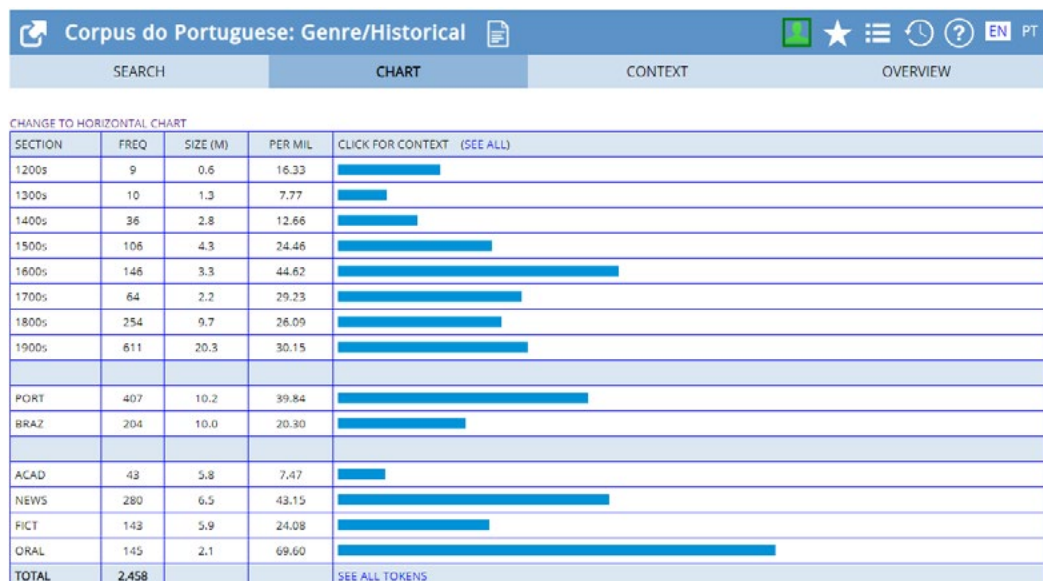 Corpus do Portuguese: Genre/Historical EN PT
SEARCH CHART CONTEXT OVERVIEW
CHANGE TO HORIZONTAL CHART
SECTION FREQ SIZE (M) PER MIL CLICK FOR CONTEXT (SEE ALL)
1200s 9 0.6 16.33
1300s 10 1.3 7.77
1400s 36 2.8 12.66
1500s 106 4.3 24.46
1600s 146 3.3 44.62
1700s 64 2.2 29.23
1800s 254 9.7 26.09
1900s 611 20.3 30.15
PORT 407 10.2 39.84
BRAZ 204 10.0 20.30
ACAD 43 5.8 7.47
NEWS 280 6.5 43.15
FICT 143 5.9 24.08
ORAL 145 2.1 69.60
TOTAL 2,458 SEE ALL TOKENS